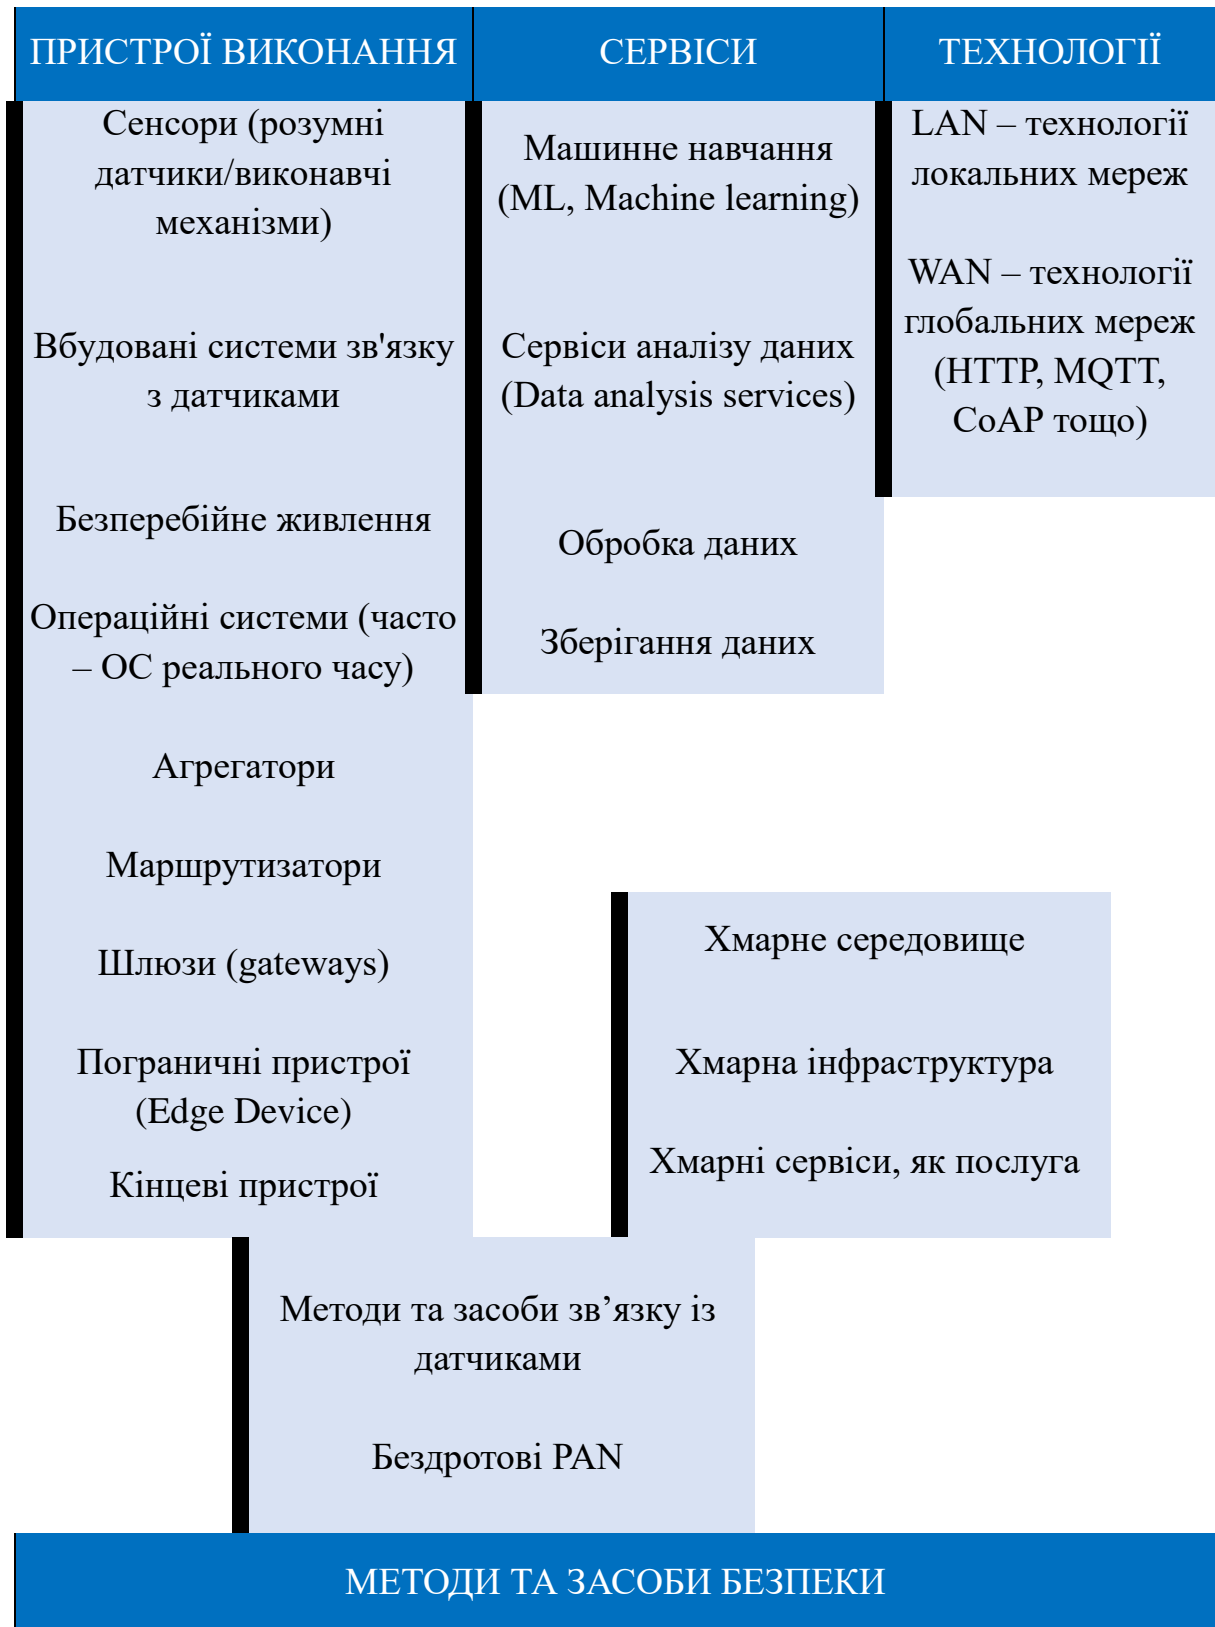 ПРИСТРОЇ ВИКОНАННЯ
СЕРВІСИ
ТЕХНОЛОГІЇ
Сенсори (розумні
датчики/виконавчі
механізми)
Вбудовані системи зв'язку
з датчиками
Безперебійне живлення
Операційні системи (часто
– ОС реального часу)
Агрегатори
Маршрутизатори
Шлюзи (gateways)
Пограничні пристрої
(Edge Device)
Кінцеві пристрої
Машинне навчання
(ML, Machine learning)
Сервіси аналізу даних
(Data analysis services)
Обробка даних
Зберігання даних
LAN – технології
локальних мереж
WAN – технології
глобальних мереж
(HTTP, MQTT,
CoAP тощо)
Хмарне середовище
Хмарна інфраструктура
Хмарні сервіси, як послуга
Методи та засоби зв’язку із
датчиками
Бездротові PAN
МЕТОДИ ТА ЗАСОБИ БЕЗПЕКИ